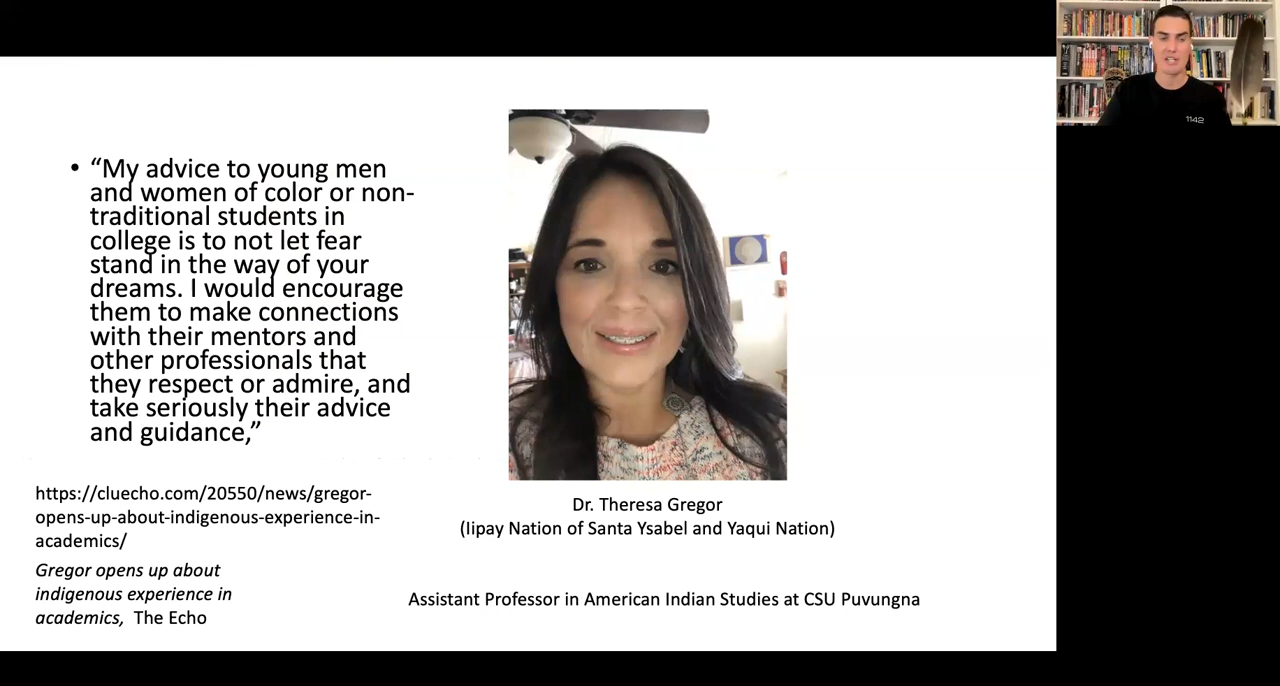 • “My advice to young men
and women of color or non-
traditional students in
college is to not let fear
stand in the way of your
dreams. I would encourage
them to make connections
with their mentors and
other professionals that
they respect or admire, and
take seriously their advice
and guidance,”
https://cluecho.com/20550/news/gregor-
opens-up-about-indigenous-experience-in-
academics/
Gregor opens up about
indigenous experience in
academics, The Echo
Dr. Theresa Gregor
(Iipay Nation of Santa Ysabel and Yaqui Nation)
Assistant Professor in American Indian Studies at CSU Puvungna
1142